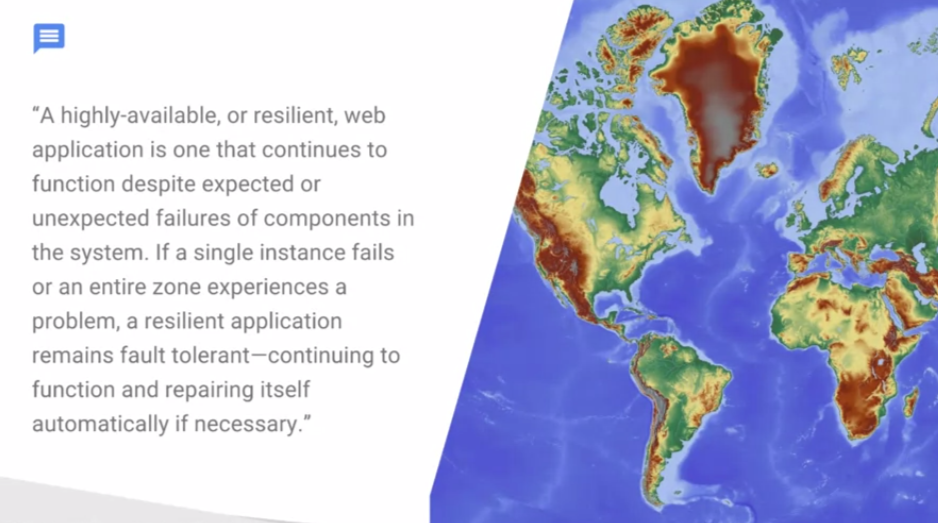 “A highly-available, or resilient, web
application is one that continues to
function despite expected or
unexpected failures of components in
the system. If a single instance fails
or an entire zone experiences a
problem, a resilient application
remains fault tolerant—continuing to
function and repairing itself
automatically if necessary.”